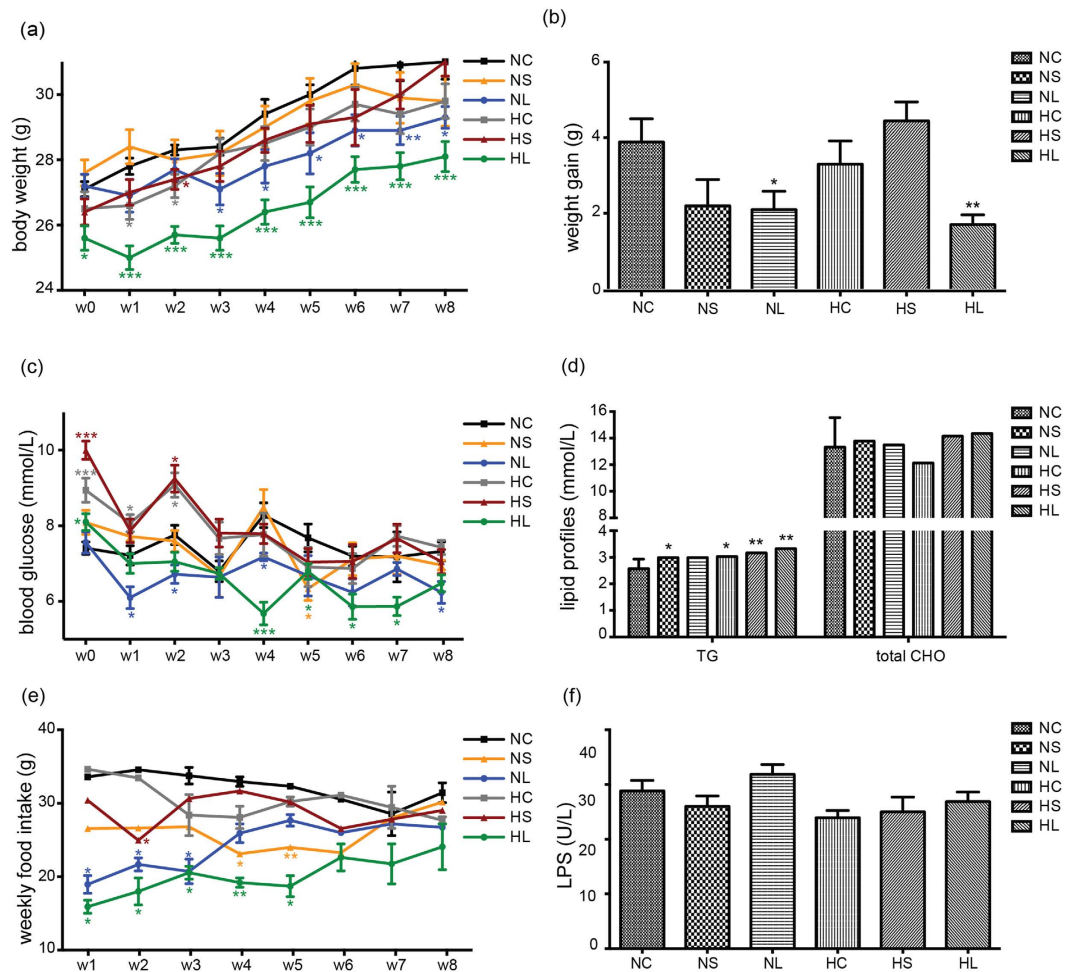 (a)
body weight (g)
30
28
26
24
w0 w1 w2 w3 w4 w5 w6 w7 w8
NC
NS
NL
HC
HS
HL
* *** *** *** *** *** *** *** ***
* * * * * * * ** *
(b)
weight gain (g)
6
4
2
0
* **
NC NS NL HC HS HL
NC
NS
NL
HC
HS
HL
(c)
blood glucose (mmol/L)
10
8
6
*** *
*** * *
*
* * * * *
*** * * *
w0 w1 w2 w3 w4 w5 w6 w7 w8
NC
NS
NL
HC
HS
HL
(d)
lipid profiles (mmol/L)
16
14
12
10
8
4
3
2
1
0
* * ** **
TG total CHO
NC
NS
NL
HC
HS
HL
(e)
weekly food intake (g)
40
30
20
10
*
* * * * **
* * * ** *
w1 w2 w3 w4 w5 w6 w7 w8
NC
NS
NL
HC
HS
HL
(f)
LPS (U/L)
40
30
20
10
0
NC NS NL HC HS HL
NC
NS
NL
HC
HS
HL